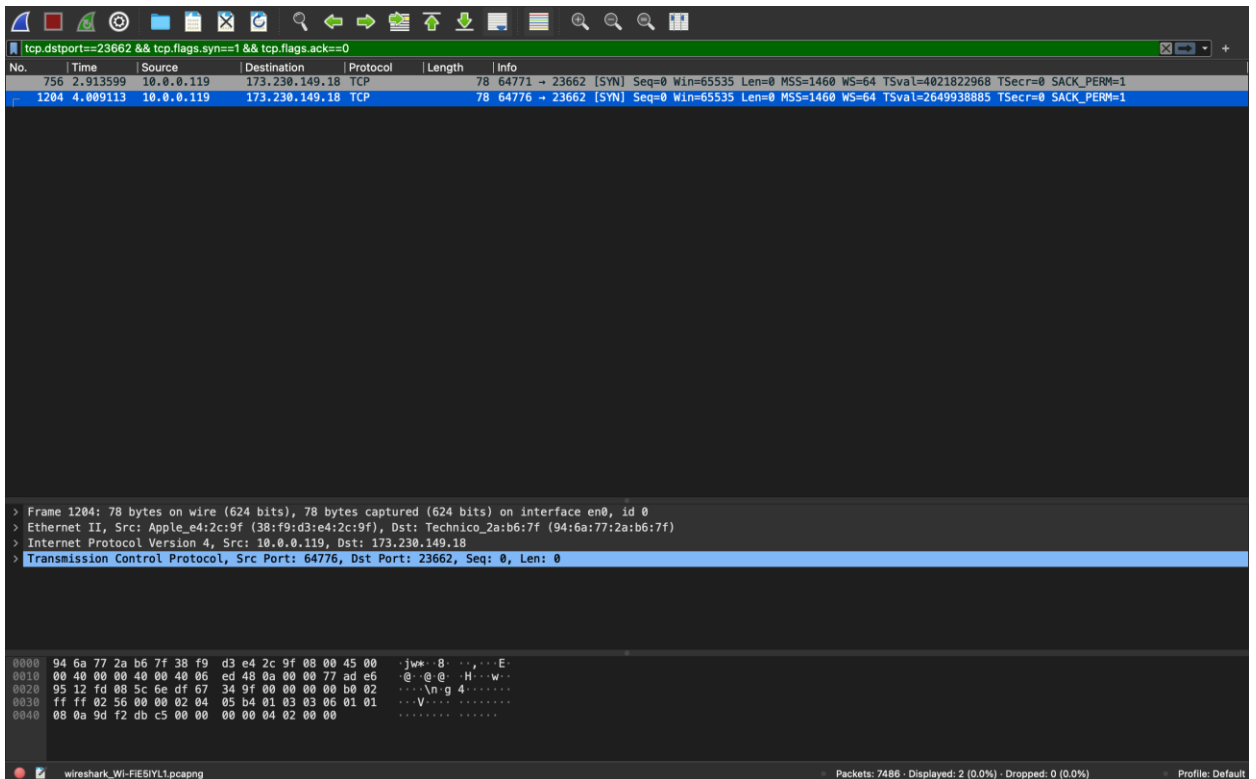 tcp.dstport==23662 && tcp.flags.syn==1 && tcp.flags.ack==0
No. Time Source Destination Protocol Length Info
756 2.913599 10.0.0.119 173.230.149.18 TCP 78 64771 → 23662 [SYN] Seq=0 Win=65535 Len=0 MSS=1460 WS=64 TSval=4021822968 TSecr=0 SACK_PERM=1
1204 4.009113 10.0.0.119 173.230.149.18 TCP 78 64776 → 23662 [SYN] Seq=0 Win=65535 Len=0 MSS=1460 WS=64 TSval=2649938885 TSecr=0 SACK_PERM=1
> Frame 1204: 78 bytes on wire (624 bits), 78 bytes captured (624 bits) on interface en0, id 0
> Ethernet II, Src: Apple_e4:2c:9f (38:f9:d3:e4:2c:9f), Dst: Technico_2a:b6:7f (94:6a:77:2a:b6:7f)
> Internet Protocol Version 4, Src: 10.0.0.119, Dst: 173.230.149.18
> Transmission Control Protocol, Src Port: 64776, Dst Port: 23662, Seq: 0, Len: 0
0000 94 6a 77 2a b6 7f 38 f9 d3 e4 2c 9f 08 00 45 00 ·jw*··8· ··,···E·
0010 00 40 00 00 40 00 40 06 ed 48 0a 00 00 77 ad e6 ·@··@·@· ·H···w··
0020 95 12 fd 08 5c 6e df 67 34 9f 00 00 00 00 b0 02 ····\n·g 4·······
0030 ff ff 02 56 00 00 02 04 05 b4 01 03 03 06 01 01 ···V···· ········
0040 08 0a 9d f2 db c5 00 00 00 00 04 02 00 00 ········ ······
wireshark_Wi-FiE5IYL1.pcapng Packets: 7486 · Displayed: 2 (0.0%) · Dropped: 0 (0.0%) Profile: Default